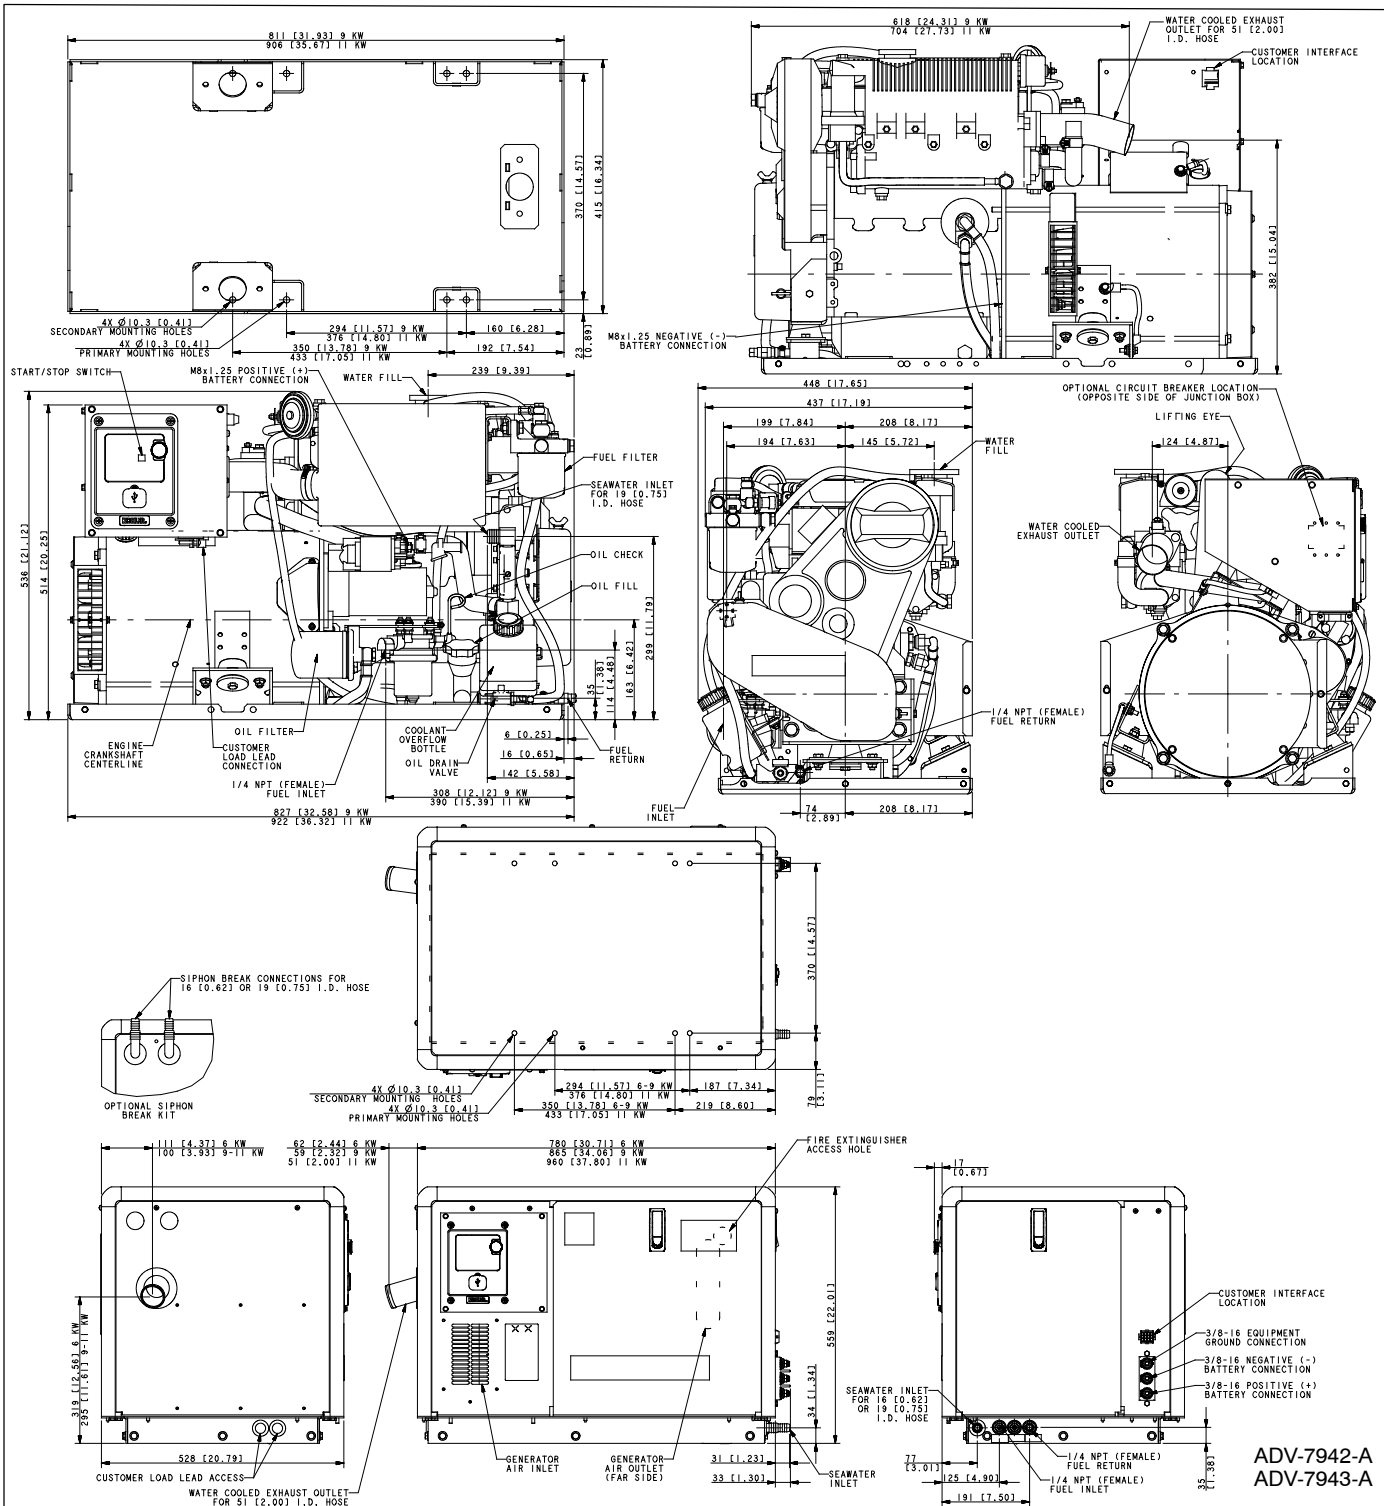 811 [31.93] 9 KW
906 [35.67] 11 KW
370 [14.57]
415 [16.34]
4X Ø10.3 [0.41]
SECONDARY MOUNTING HOLES
4X Ø10.3 [0.41]
PRIMARY MOUNTING HOLES
294 [11.57] 9 KW
376 [14.80] 11 KW
160 [6.28]
350 [13.78] 9 KW
433 [17.05] 11 KW
192 [7.54]
23
[0.89]
618 [24.31] 9 KW
704 [27.73] 11 KW
WATER COOLED EXHAUST
OUTLET FOR 51 [2.00]
I.D. HOSE
CUSTOMER INTERFACE
LOCATION
382 [15.04]
M8x1.25 NEGATIVE (-)
BATTERY CONNECTION
START/STOP SWITCH
M8x1.25 POSITIVE (+)
BATTERY CONNECTION
WATER FILL
239 [9.39]
536 [21.12]
514 [20.25]
FUEL FILTER
SEAWATER INLET
FOR 19 [0.75]
I.D. HOSE
OIL CHECK
OIL FILL
299 [11.79]
163 [6.42]
114 [4.48]
35
[1.38]
OIL FILTER
ENGINE
CRANKSHAFT
CENTERLINE
CUSTOMER
LOAD LEAD
CONNECTION
1/4 NPT (FEMALE)
FUEL INLET
COOLANT
OVERFLOW
BOTTLE
OIL DRAIN
VALVE
6 [0.25]
16 [0.65]
142 [5.58]
FUEL
RETURN
308 [12.12] 9 KW
390 [15.39] 11 KW
827 [32.58] 9 KW
922 [36.32] 11 KW
448 [17.65]
437 [17.19]
199 [7.84]
208 [8.17]
194 [7.63]
145 [5.72]
WATER
FILL
1/4 NPT (FEMALE)
FUEL RETURN
FUEL
INLET
74
[2.89]
208 [8.17]
OPTIONAL CIRCUIT BREAKER LOCATION
(OPPOSITE SIDE OF JUNCTION BOX)
LIFTING EYE
124 [4.87]
WATER COOLED
EXHAUST OUTLET
SIPHON BREAK CONNECTIONS FOR
16 [0.62] OR 19 [0.75] I.D. HOSE
OPTIONAL SIPHON
BREAK KIT
370 [14.57]
79
[3.11]
4X Ø10.3 [0.41]
SECONDARY MOUNTING HOLES
4X Ø10.3 [0.41]
PRIMARY MOUNTING HOLES
294 [11.57] 6-9 KW
376 [14.80] 11 KW
187 [7.34]
350 [13.78] 6-9 KW
433 [17.05] 11 KW
219 [8.60]
111 [4.37] 6 KW
100 [3.93] 9-11 KW
62 [2.44] 6 KW
59 [2.32] 9 KW
51 [2.00] 11 KW
780 [30.71] 6 KW
865 [34.06] 9 KW
960 [37.80] 11 KW
FIRE EXTINGUISHER
ACCESS HOLE
17
[0.67]
319 [12.56] 6 KW
295 [11.61] 9-11 KW
528 [20.79]
CUSTOMER LOAD LEAD ACCESS
WATER COOLED EXHAUST OUTLET
FOR 51 [2.00] I.D. HOSE
559 [22.01]
34 [1.34]
GENERATOR
AIR INLET
GENERATOR
AIR OUTLET
(FAR SIDE)
31 [1.23]
33 [1.30]
SEAWATER
INLET
CUSTOMER INTERFACE
LOCATION
3/8-16 EQUIPMENT
GROUND CONNECTION
3/8-16 NEGATIVE (-)
BATTERY CONNECTION
3/8-16 POSITIVE (+)
BATTERY CONNECTION
SEAWATER INLET
FOR 16 [0.62]
OR 19 [0.75]
I.D. HOSE
77
[3.01]
125 [4.90]
191 [7.50]
1/4 NPT (FEMALE)
FUEL RETURN
1/4 NPT (FEMALE)
FUEL INLET
35
[1.38]
ADV-7942-A
ADV-7943-A